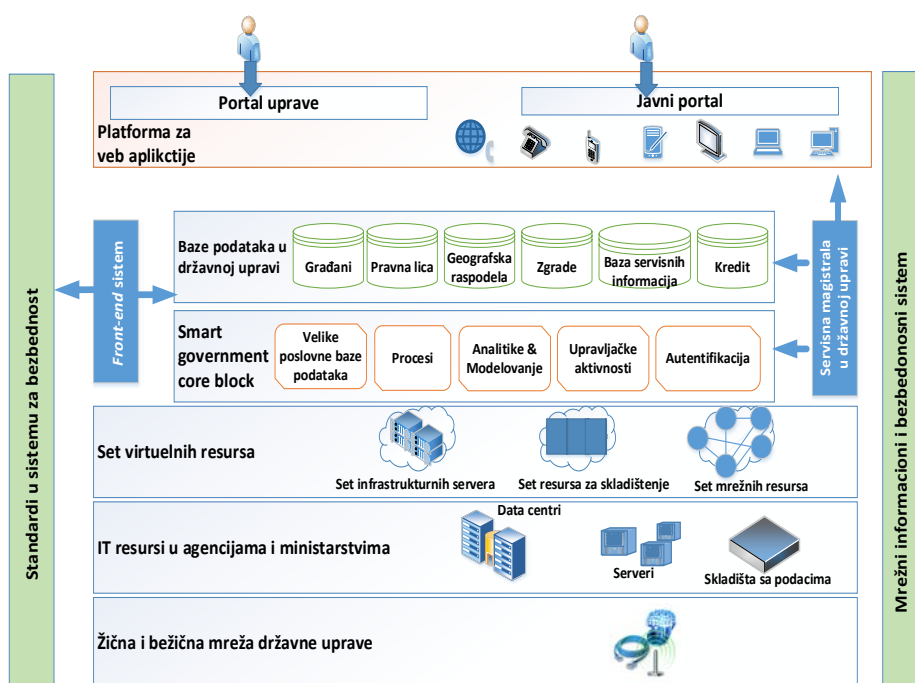 Portal uprave
Javni portal
Platforma za
veb aplikctije
Standardi u sistemu za bezbednost
Front-end sistem
Baze podataka u
državnoj upravi
Građani
Pravna lica
Geografska
raspodela
Zgrade
Baza servisnih
informacija
Kredit
Servisna magistrala
u državnoj upravi
Mrežni informacioni i bezbedonosni sistem
Smart
government
core block
Velike
poslovne baze
podataka
Procesi
Analitike &
Modelovanje
Upravljačke
aktivnosti
Autentifikacija
Set virtuelnih resursa
Set infrastrukturnih servera
Set resursa za skladištenje
Set mrežnih resursa
IT resursi u agencijama i ministarstvima
Data centri
Serveri
Skladišta sa podacima
Žična i bežična mreža državne uprave